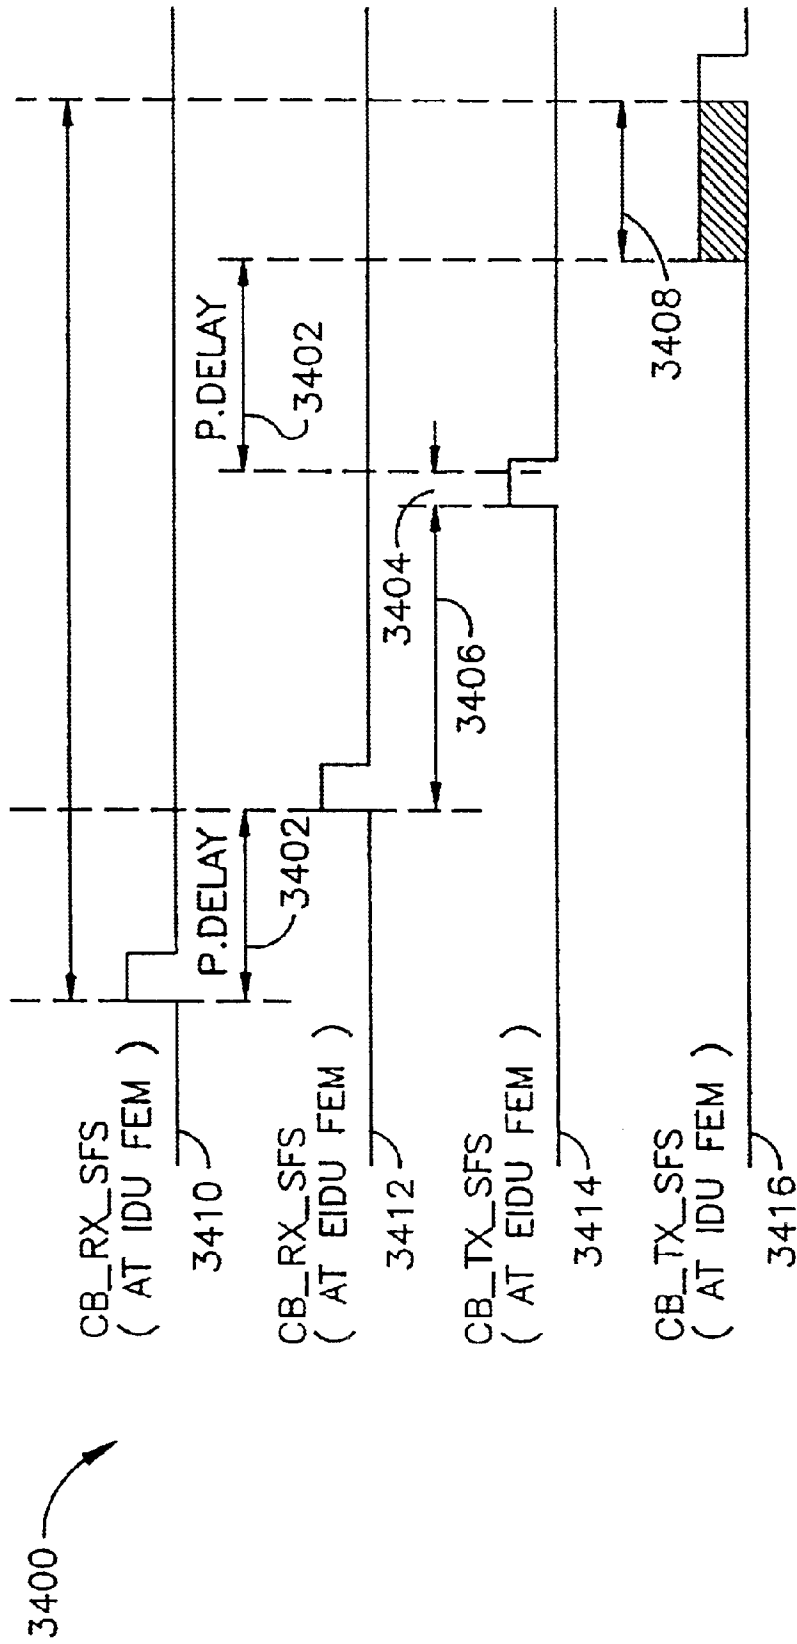 3400
CB_RX_SFS
( AT IDU FEM )
3410
P.DELAY
3402
P.DELAY
3402
CB_RX_SFS
( AT EIDU FEM )
3412
3404
3406
CB_TX_SFS
( AT EIDU FEM )
3414
3408
CB_TX_SFS
( AT IDU FEM )
3416